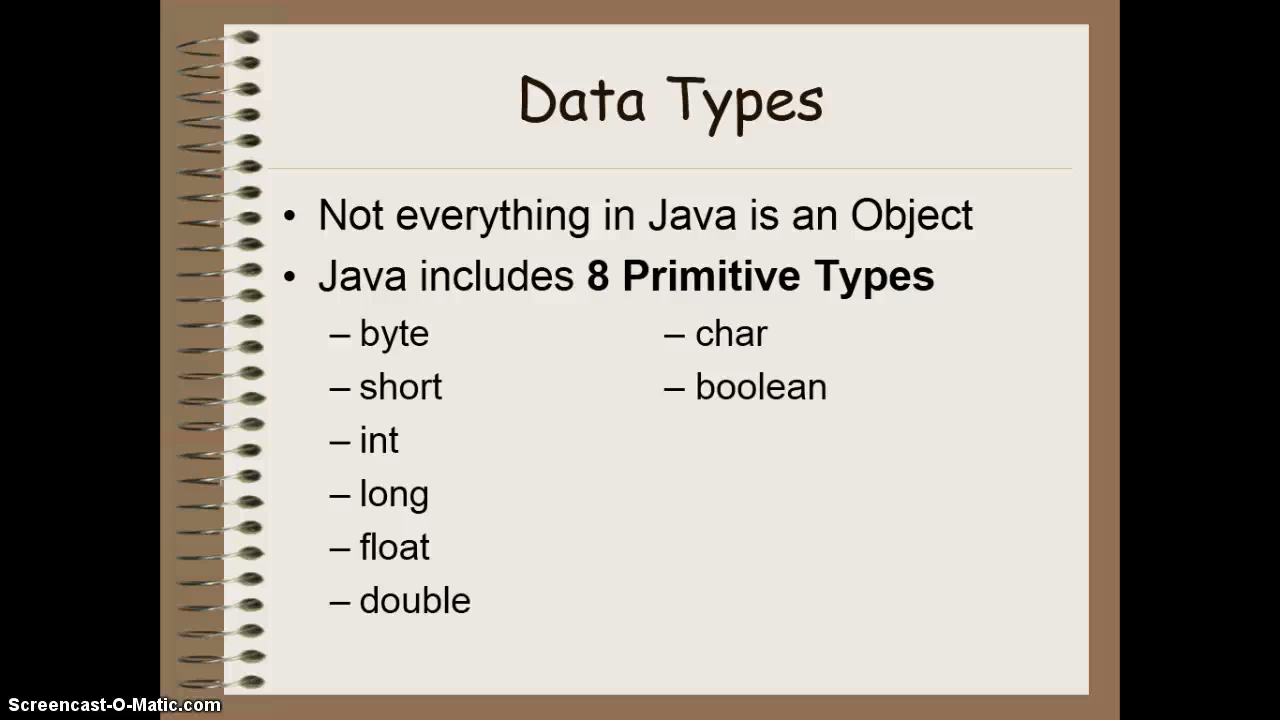 Data Types
• Not everything in Java is an Object
• Java includes 8 Primitive Types
– byte
– short
– int
– long
– float
– double
– char
– boolean
Screencast-O-Matic.com